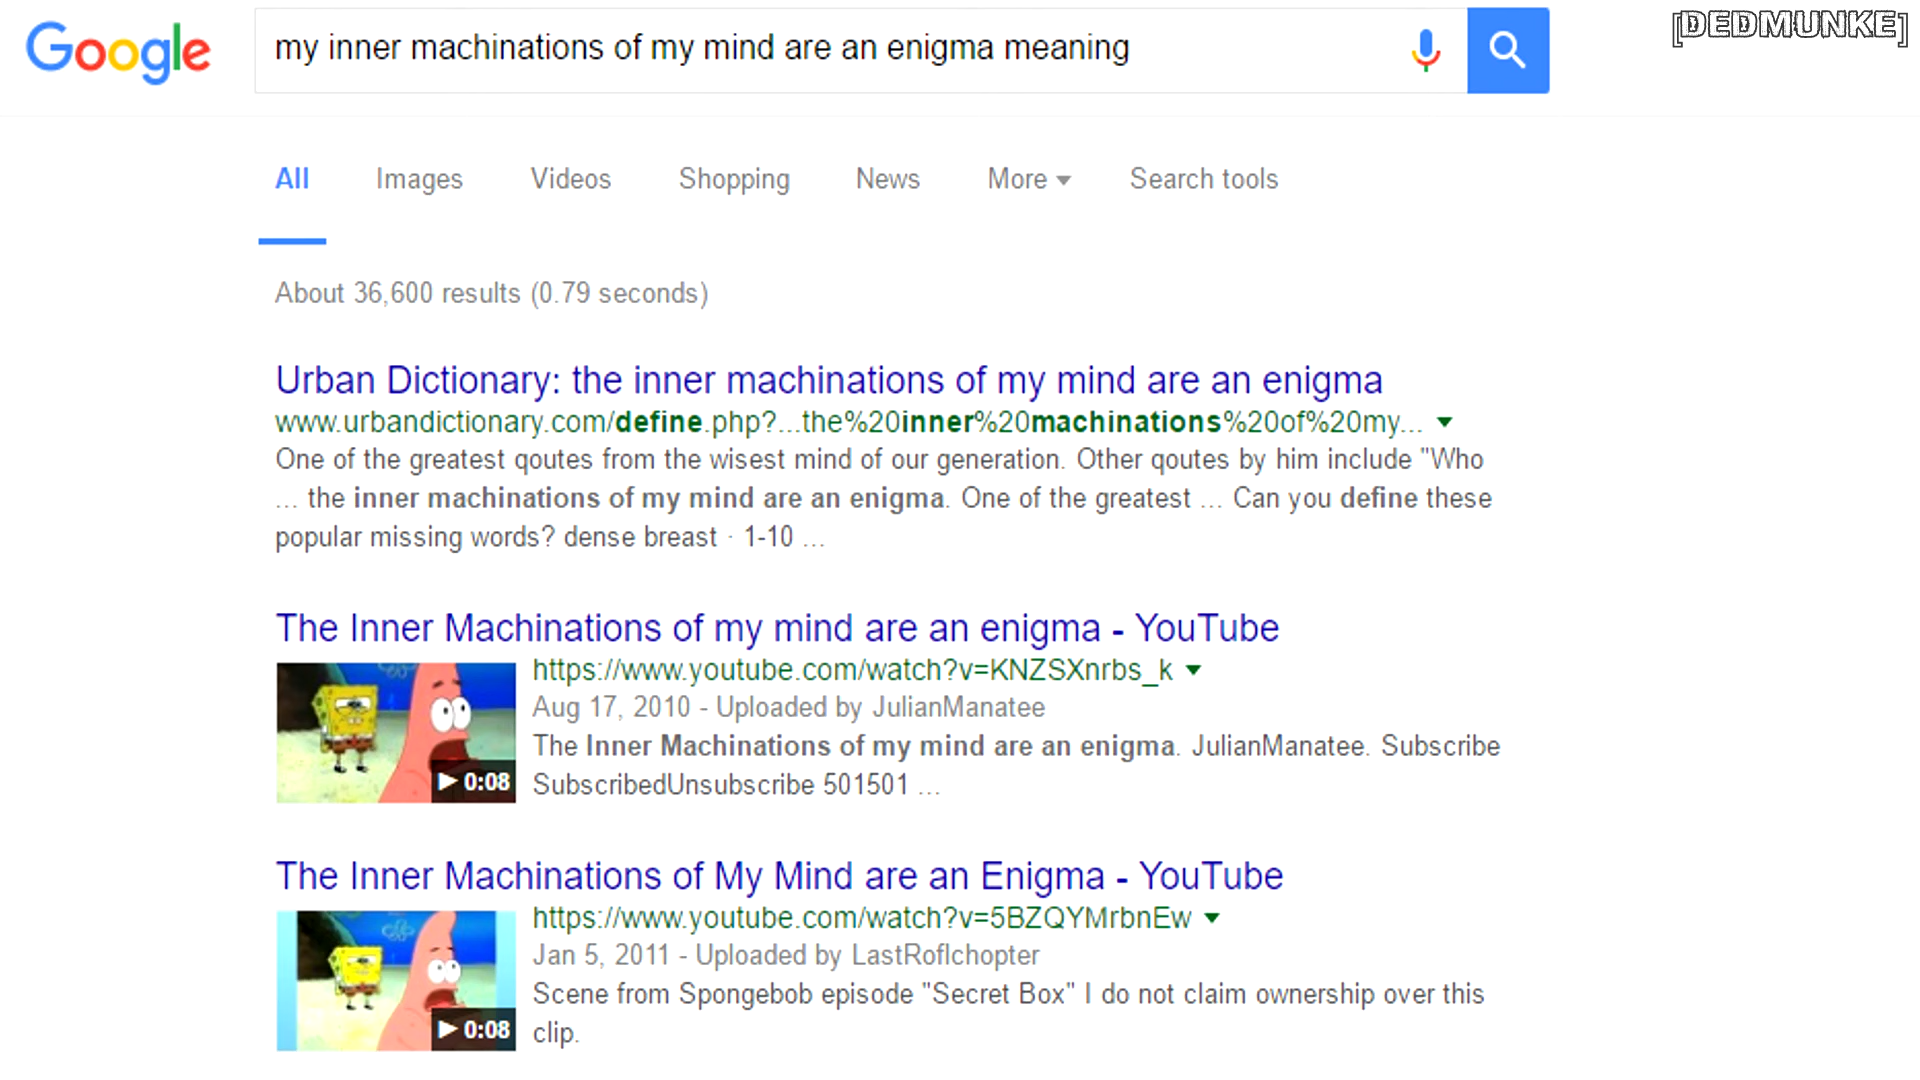 Google
my inner machinations of my mind are an enigma meaning
[DEDMUNKE]
All Images Videos Shopping News More Search tools
About 36,600 results (0.79 seconds)
Urban Dictionary: the inner machinations of my mind are an enigma
www.urbandictionary.com/define.php?...the%20inner%20machinations%20of%20my...
One of the greatest qoutes from the wisest mind of our generation. Other qoutes by him include "Who
... the inner machinations of my mind are an enigma. One of the greatest ... Can you define these
popular missing words? dense breast · 1-10 ...
The Inner Machinations of my mind are an enigma - YouTube
https://www.youtube.com/watch?v=KNZSXnrbs_k
Aug 17, 2010 - Uploaded by JulianManatee
The Inner Machinations of my mind are an enigma. JulianManatee. Subscribe
0:08
SubscribedUnsubscribe 501501 ...
The Inner Machinations of My Mind are an Enigma - YouTube
https://www.youtube.com/watch?v=5BZQYMrbnEw
Jan 5, 2011 - Uploaded by LastRoflchopter
Scene from Spongebob episode "Secret Box" I do not claim ownership over this
0:08
clip.